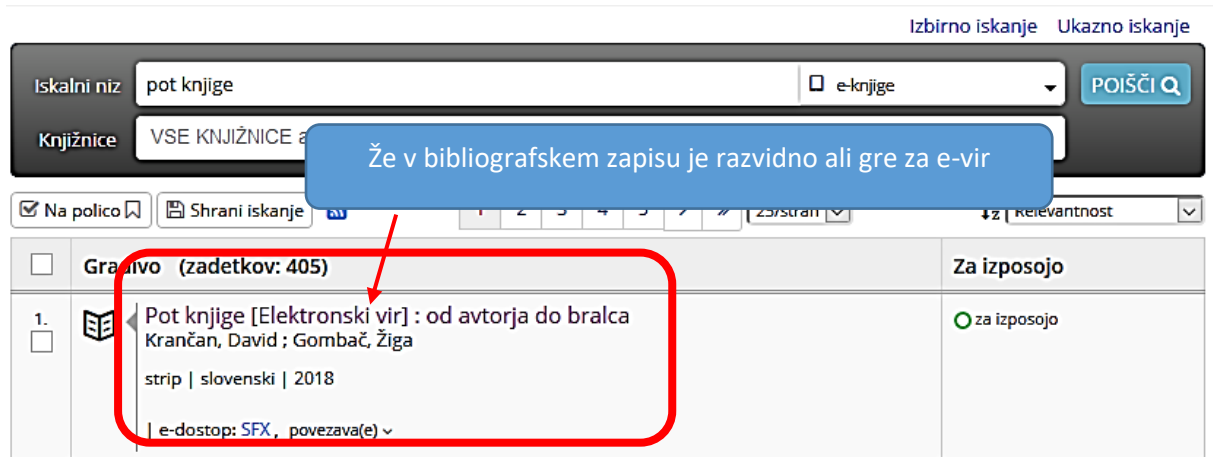 Izbirno iskanje Ukazno iskanje
Iskalni niz pot knjige e-knjige POIŠČI
Knjižnice VSE KNJIŽNICE
Že v bibliografskem zapisu je razvidno ali gre za e-vir
Na polico Shrani iskanje 1 2 3 4 5 > » 25/stran Relevantnost
Gradivo (zadetkov: 405) Za izposojo
1. Pot knjige [Elektronski vir] : od avtorja do bralca za izposojo
Krančan, David ; Gombač, Žiga
strip | slovenski | 2018
| e-dostop: SFX , povezava(e)